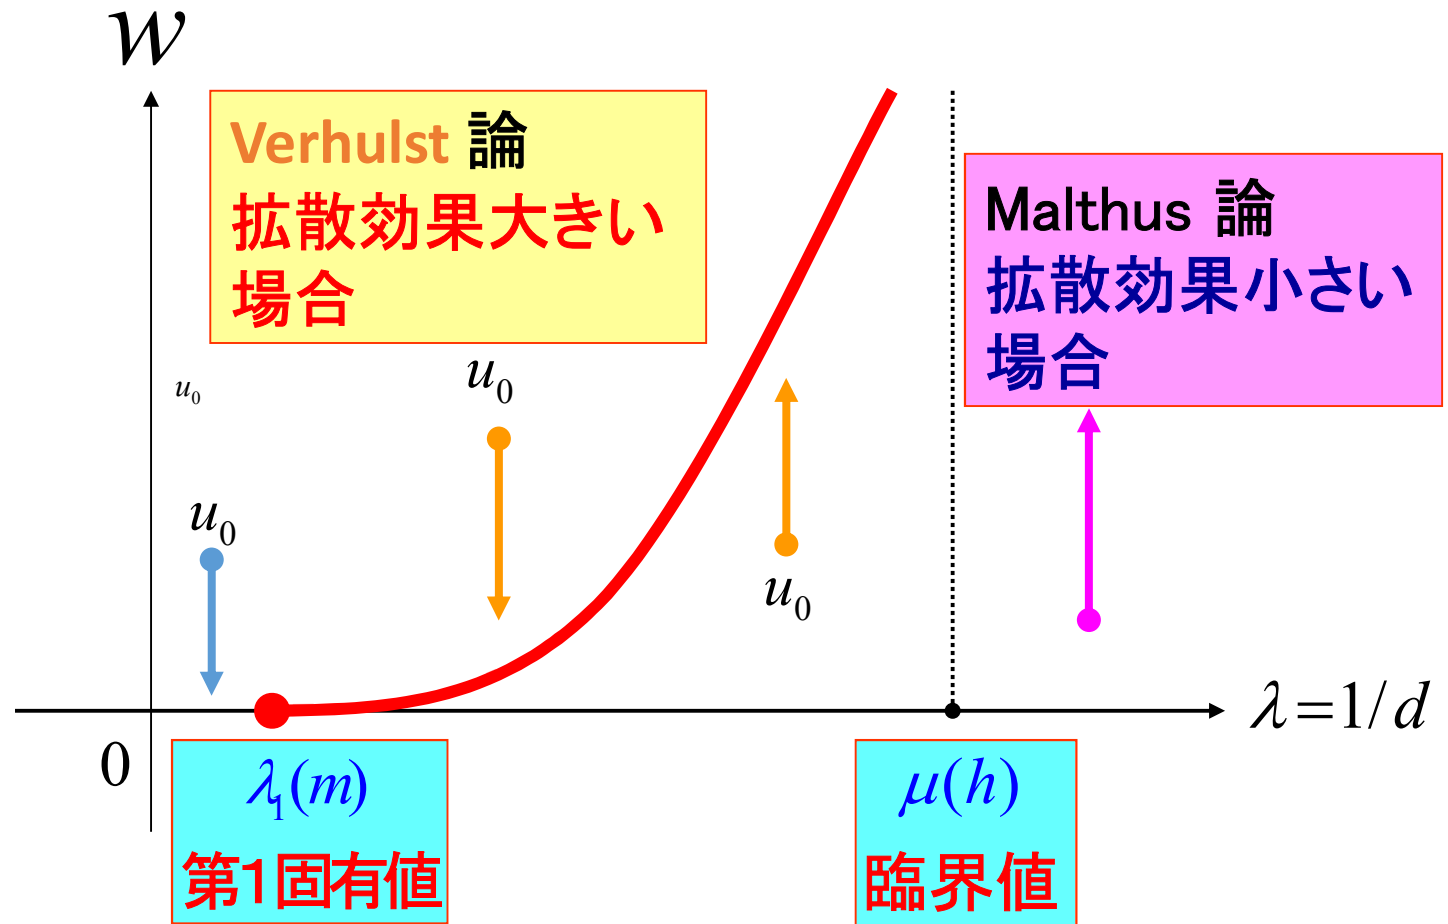 w
Verhulst 論
拡散効果大きい
場合
Malthus 論
拡散効果小さい
場合
u₀
u₀
u₀
u₀
λ=1/d
0
λ₁(m)
第1固有値
μ(h)
臨界値